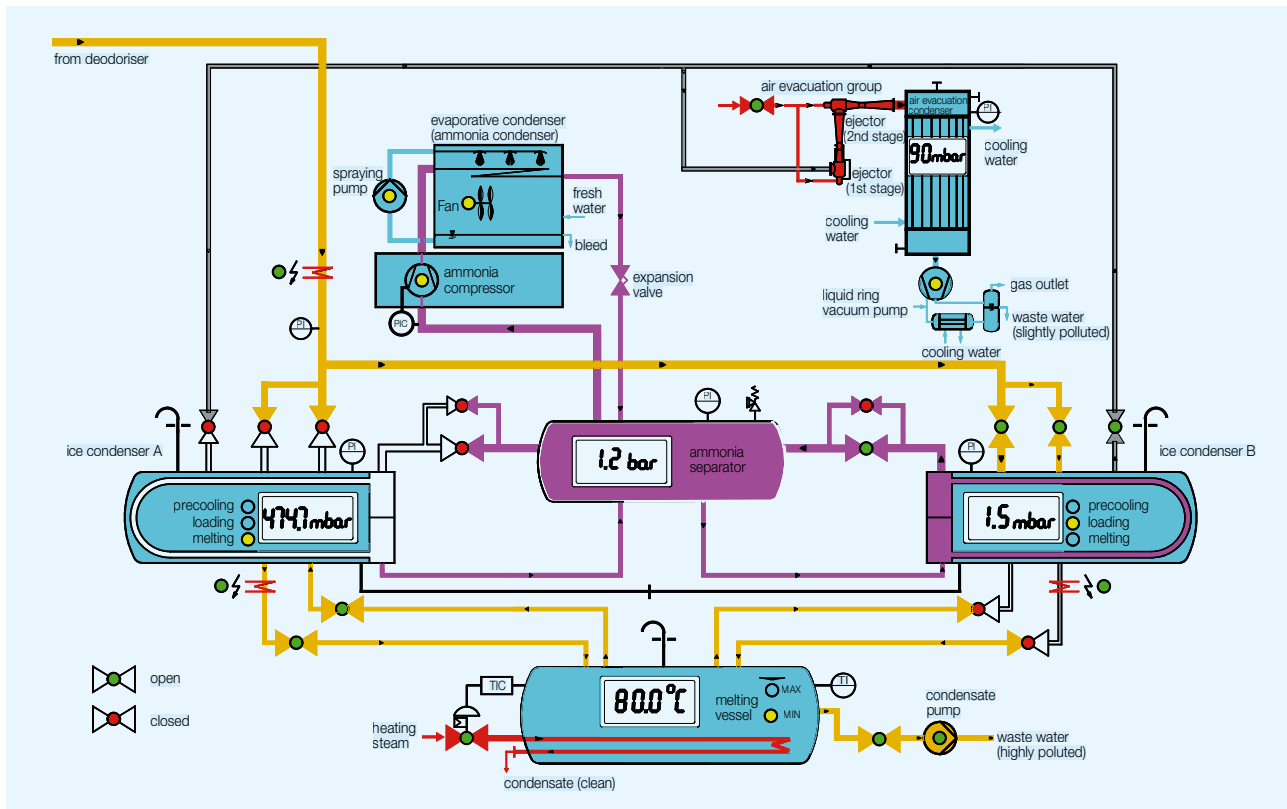 from deodoriser
air evacuation group
air evacuation
condenser
PI
evaporative condenser
(ammonia condenser)
ejector
(2nd stage)
cooling
water
90mbar
spraying
pump
ejector
(1st stage)
Fan
fresh
water
cooling
water
bleed
ammonia
compressor
expansion
valve
gas outlet
liquid ring
vacuum pump
waste water
(slightly polluted)
PI
PIC
cooling water
PI
ice condenser A
PI
1.2 bar
ammonia
separator
PI
ice condenser B
precooling
loading
melting
474.7mbar
1.5mbar
precooling
loading
melting
open
closed
TIC
80.0°C
melting
vessel
MAX
MIN
TI
condensate
pump
heating
steam
waste water
(highly poluted)
condensate (clean)